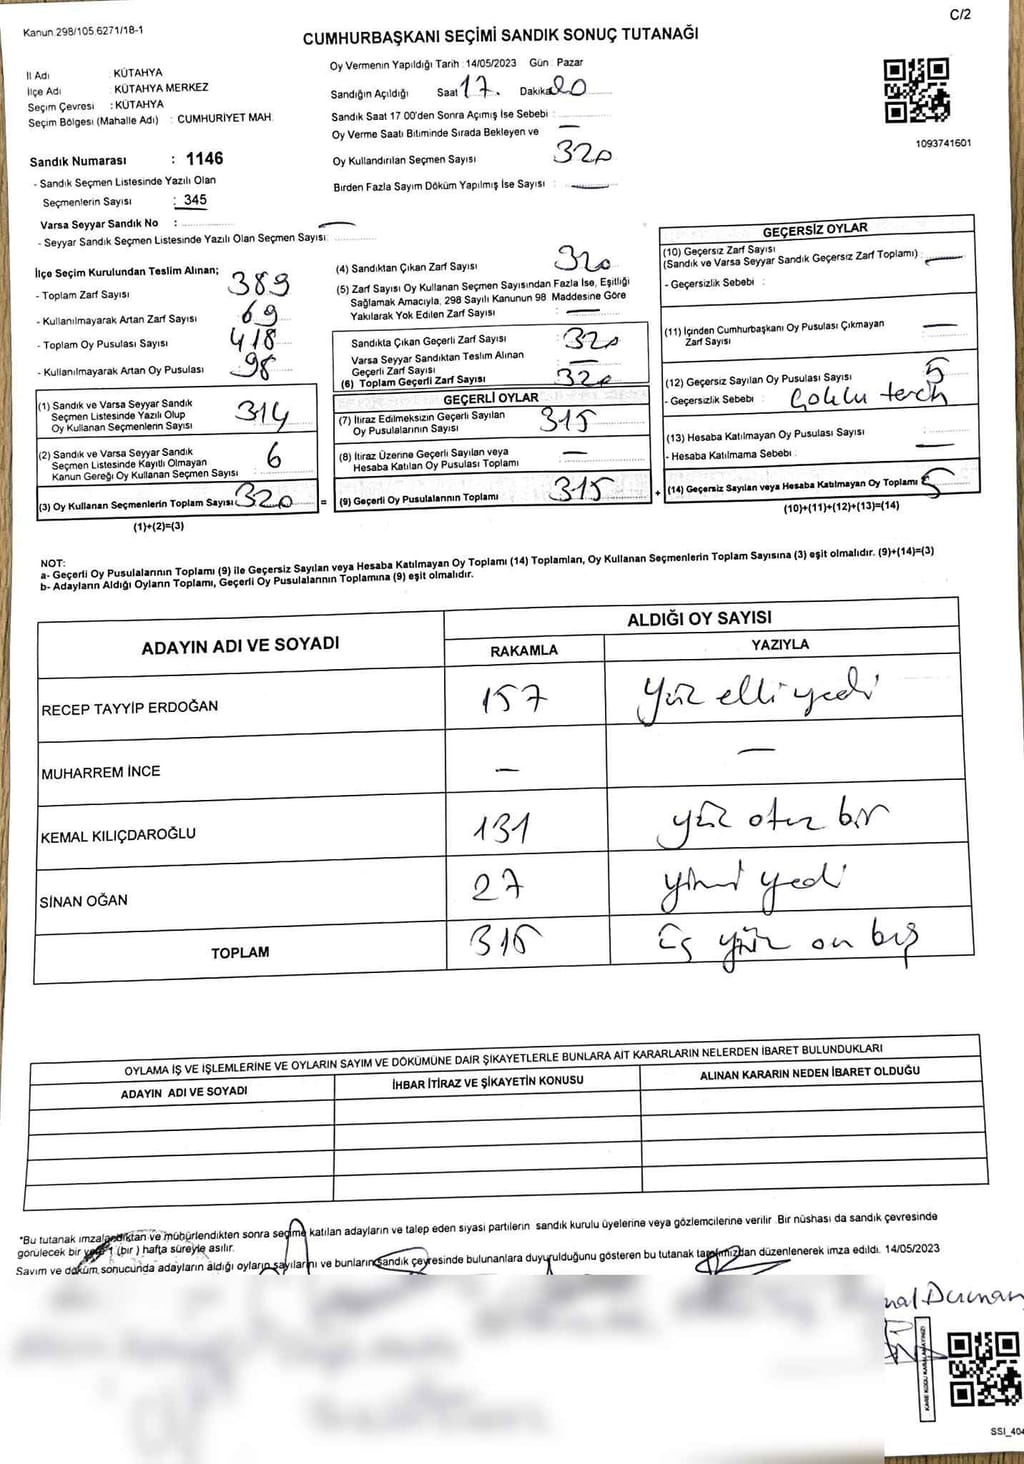 Kanun 298/105,6271/18-1
C/2
CUMHURBAŞKANI SEÇİMİ SANDIK SONUÇ TUTANAĞI
İl Adı : KÜTAHYA
İlçe Adı : KÜTAHYA MERKEZ
Seçim Çevresi : KÜTAHYA
Seçim Bölgesi (Mahalle Adı) : CUMHURİYET MAH.
Oy Vermenin Yapıldığı Tarih :14/05/2023 Gün : Pazar
Sandığın Açıldığı Saat 17. Dakika 20
Sandık Saat 17 00'den Sonra Açımış İse Sebebi :
Oy Verme Saatı Bitiminde Sırada Bekleyen ve —
Oy Kullandırılan Seçmen Sayısı : 320
Birden Fazla Sayım Döküm Yapılmış İse Sayısı : —
1093741601
Sandık Numarası : 1146
- Sandık Seçmen Listesinde Yazılı Olan
Seçmenlerin Sayısı : 345
Varsa Seyyar Sandık No : —
- Seyyar Sandık Seçmen Listesinde Yazılı Olan Seçmen Sayısı:
İlçe Seçim Kurulundan Teslim Alınan;
- Toplam Zarf Sayısı 389
- Kullanılmayarak Artan Zarf Sayısı : 69
- Toplam Oy Pusulası Sayısı : 418
- Kullanılmayarak Artan Oy Pusulası : 98
(1) Sandık ve Varsa Seyyar Sandık
Seçmen Listesinde Yazılı Olup
Oy Kullanan Seçmenlerin Sayısı 314
(2) Sandık ve Varsa Seyyar Sandık
Seçmen Listesinde Kayıtlı Olmayan
Kanun Gereği Oy Kullanan Seçmen Sayısı : 6
(3) Oy Kullanan Seçmenlerin Toplam Sayısı: 320 =
(1)+(2)=(3)
(4) Sandıktan Çıkan Zarf Sayısı : 320
(5) Zarf Sayısı Oy Kullanan Seçmen Sayısından Fazla İse, Eşitliği
Sağlamak Amacıyla, 298 Sayılı Kanunun 98 Maddesine Göre
Yakılarak Yok Edilen Zarf Sayısı : —
Sandıkta Çıkan Geçerli Zarf Sayısı : 320
Varsa Seyyar Sandıktan Teslim Alınan
Geçerli Zarf Sayısı : —
(6) Toplam Geçerli Zarf Sayısı : 320
GEÇERLİ OYLAR
(7) İtiraz Edilmeksizin Geçerli Sayılan
Oy Pusulalarının Sayısı : 315
(8) İtiraz Üzerine Geçerli Sayılan veya
Hesaba Katılan Oy Pusulası Toplamı : —
(9) Geçerli Oy Pusulalarının Toplamı : 315 +
GEÇERSİZ OYLAR
(10) Geçersiz Zarf Sayısı
(Sandık ve Varsa Seyyar Sandık Geçersiz Zarf Toplamı) : —
- Geçersizlik Sebebi :
(11) İçinden Cumhurbaşkanı Oy Pusulası Çıkmayan —
Zarf Sayısı
(12) Geçersiz Sayılan Oy Pusulası Sayısı : 5
- Geçersizlik Sebebi : Çoklu terch
(13) Hesaba Katılmayan Oy Pusulası Sayısı :
- Hesaba Katılmama Sebebi : —
(14) Geçersiz Sayılan veya Hesaba Katılmayan Oy Toplamı : 5
(10)+(11)+(12)+(13)=(14)
NOT:
a- Geçerli Oy Pusulalarının Toplamı (9) ile Geçersiz Sayılan veya Hesaba Katılmayan Oy Toplamı (14) Toplamları, Oy Kullanan Seçmenlerin Toplam Sayısına (3) eşit olmalıdır. (9)+(14)=(3)
b- Adayların Aldığı Oyların Toplamı, Geçerli Oy Pusulalarının Toplamına (9) eşit olmalıdır.
ADAYIN ADI VE SOYADI
ALDIĞI OY SAYISI
RAKAMLA YAZIYLA
RECEP TAYYİP ERDOĞAN 157 Yüz elli yedi
MUHARREM İNCE — —
KEMAL KILIÇDAROĞLU 131 yüz otuz bir
SİNAN OĞAN 27 yirmi yedi
TOPLAM 315 Üç yüz on beş
OYLAMA İŞ VE İŞLEMLERİNE VE OYLARIN SAYIM VE DÖKÜMÜNE DAİR ŞİKAYETLERLE BUNLARA AİT KARARLARIN NELERDEN İBARET BULUNDUKLARI
ADAYIN ADI VE SOYADI İHBAR İTİRAZ VE ŞİKAYETİN KONUSU ALINAN KARARIN NEDEN İBARET OLDUĞU
*Bu tutanak imzalandıktan ve mühürlendikten sonra seçime katılan adayların ve talep eden siyasi partilerin sandık kurulu üyelerine veya gözlemcilerine verilir .Bir nüshası da sandık çevresinde
görülecek bir yere 1 (bir ) hafta süreyle asılır.
Sayım ve döküm sonucunda adayların aldığı oyların sayılarını ve bunların sandık çevresinde bulunanlara duyurulduğunu gösteren bu tutanak tarafımızdan düzenlenerek imza edildi. 14/05/2023
nal Duman
SSI_404